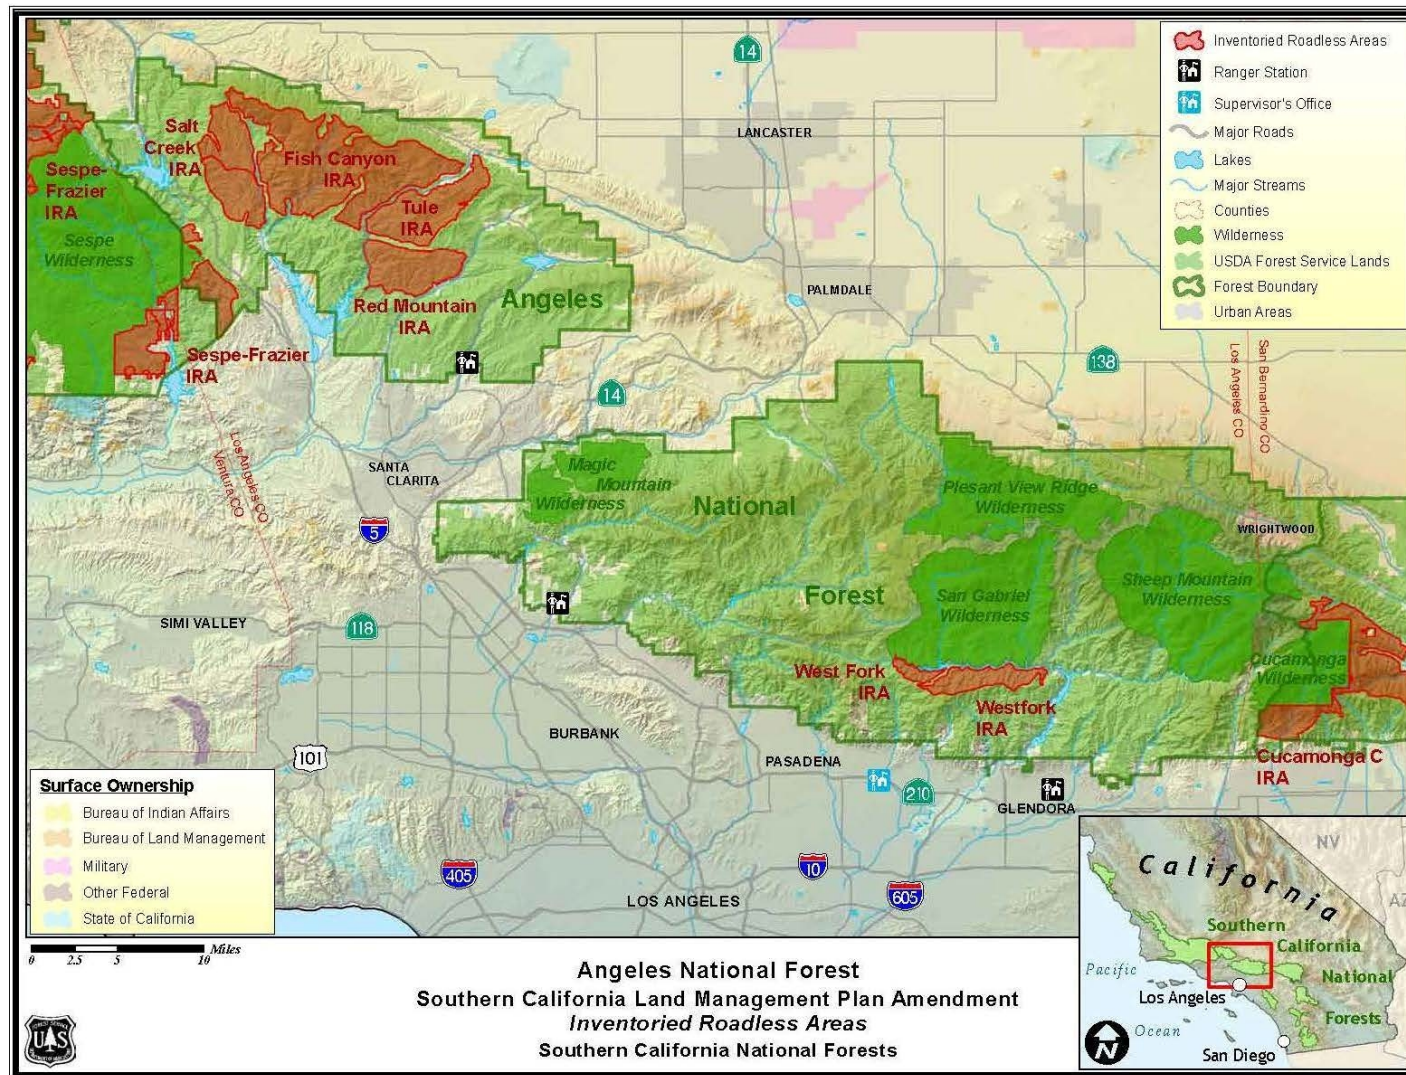 14
LANCASTER
Salt
Creek
IRA
Fish Canyon
IRA
Sespe-
Frazier
IRA
Sespe
Wilderness
Tule
IRA
Red Mountain
IRA
Angeles
PALMDALE
Sespe-Frazier
IRA
14
138
San Bernardino CO
Los Angeles CO
Los Angeles CO
Ventura CO
SANTA
CLARITA
Magic
Mountain
Wilderness
National
Plesant View Ridge
Wilderness
WRIGHTWOOD
5
Forest
San Gabriel
Wilderness
Sheep Mountain
Wilderness
SIMI VALLEY
118
West Fork
IRA
Westfork
IRA
Cucamonga
Wilderness
Cucamonga C
IRA
BURBANK
101
PASADENA
210
GLENDORA
405
10
605
LOS ANGELES
Inventoried Roadless Areas
Ranger Station
Supervisor's Office
Major Roads
Lakes
Major Streams
Counties
Wilderness
USDA Forest Service Lands
Forest Boundary
Urban Areas
Surface Ownership
Bureau of Indian Affairs
Bureau of Land Management
Military
Other Federal
State of California
Miles
0 2.5 5 10
Angeles National Forest
Southern California Land Management Plan Amendment
Inventoried Roadless Areas
Southern California National Forests
FOREST SERVICE
U S
DEPARTMENT OF AGRICULTURE
California
NV
AZ
Southern
California
National
Forests
Pacific
Ocean
Los Angeles
San Diego
N